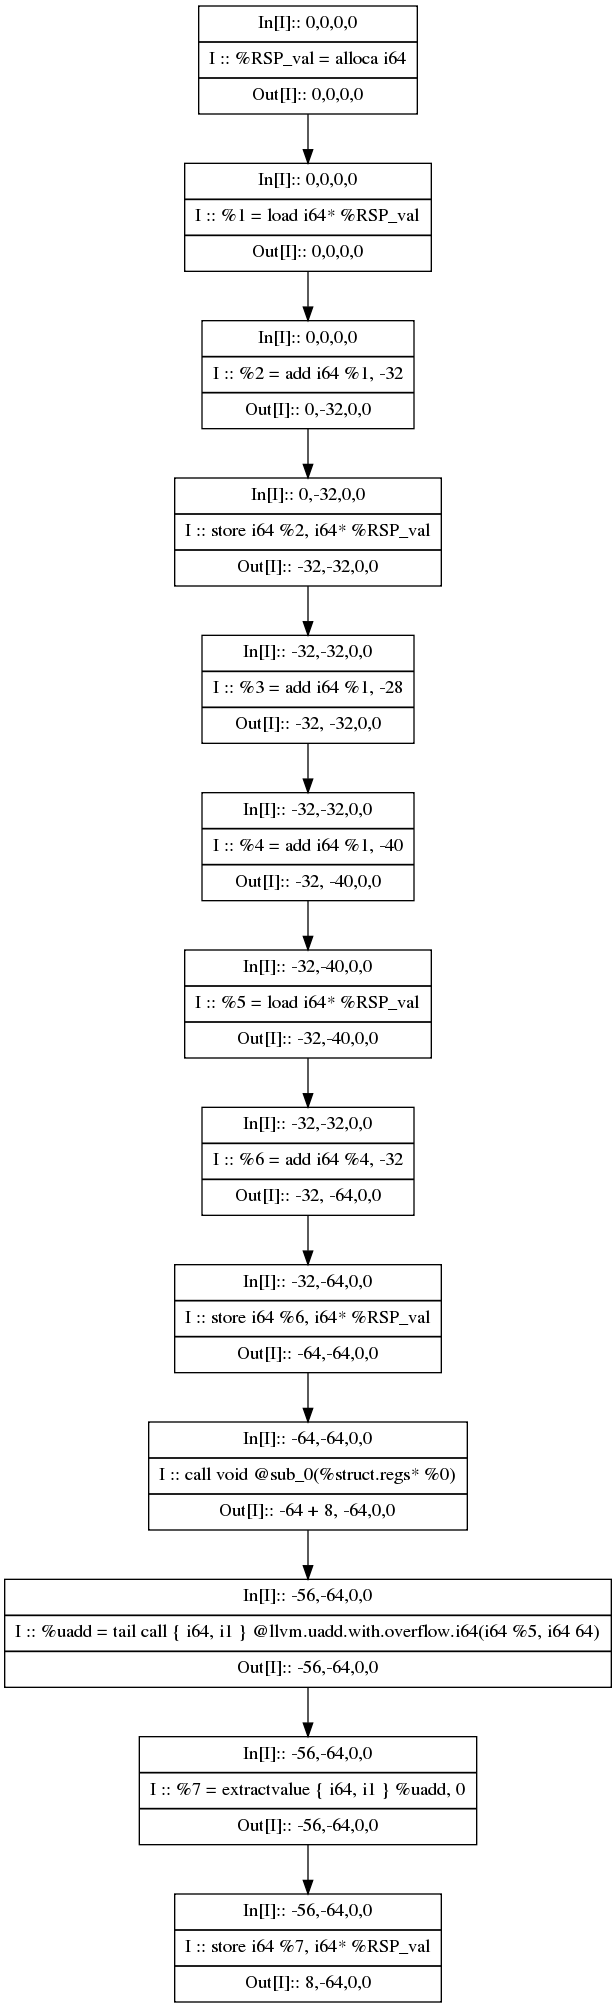 In[I]:: 0,0,0,0
I :: %RSP_val = alloca i64
Out[I]:: 0,0,0,0
In[I]:: 0,0,0,0
I :: %1 = load i64* %RSP_val
Out[I]:: 0,0,0,0
In[I]:: 0,0,0,0
I :: %2 = add i64 %1, -32
Out[I]:: 0,-32,0,0
In[I]:: 0,-32,0,0
I :: store i64 %2, i64* %RSP_val
Out[I]:: -32,-32,0,0
In[I]:: -32,-32,0,0
I :: %3 = add i64 %1, -28
Out[I]:: -32, -32,0,0
In[I]:: -32,-32,0,0
I :: %4 = add i64 %1, -40
Out[I]:: -32, -40,0,0
In[I]:: -32,-40,0,0
I :: %5 = load i64* %RSP_val
Out[I]:: -32,-40,0,0
In[I]:: -32,-32,0,0
I :: %6 = add i64 %4, -32
Out[I]:: -32, -64,0,0
In[I]:: -32,-64,0,0
I :: store i64 %6, i64* %RSP_val
Out[I]:: -64,-64,0,0
In[I]:: -64,-64,0,0
I :: call void @sub_0(%struct.regs* %0)
Out[I]:: -64 + 8, -64,0,0
In[I]:: -56,-64,0,0
I :: %uadd = tail call { i64, i1 } @llvm.uadd.with.overflow.i64(i64 %5, i64 64)
Out[I]:: -56,-64,0,0
In[I]:: -56,-64,0,0
I :: %7 = extractvalue { i64, i1 } %uadd, 0
Out[I]:: -56,-64,0,0
In[I]:: -56,-64,0,0
I :: store i64 %7, i64* %RSP_val
Out[I]:: 8,-64,0,0